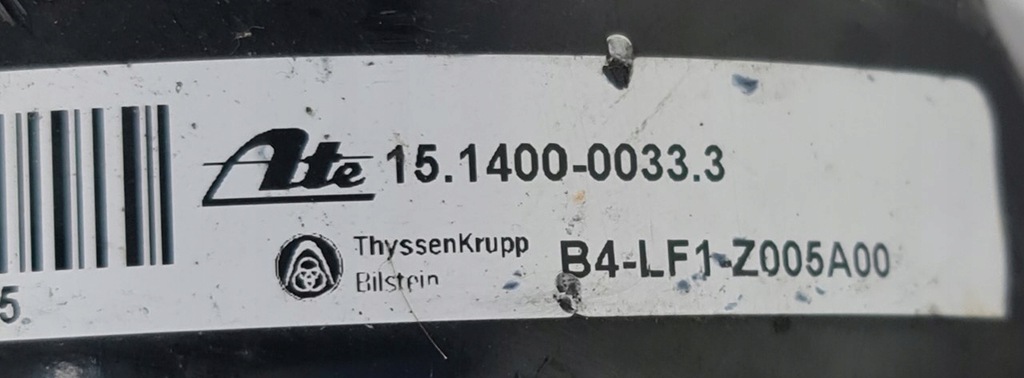 Ate 15.1400-0033.3
ThyssenKrupp
Bilstein
B4-LF1-Z005A00
5